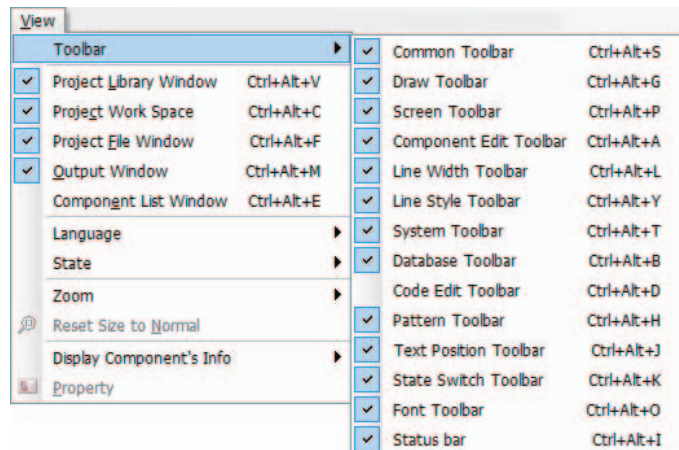 View
Toolbar
Project Library Window Ctrl+Alt+V
Project Work Space Ctrl+Alt+C
Project File Window Ctrl+Alt+F
Output Window Ctrl+Alt+M
Component List Window Ctrl+Alt+E
Language
State
Zoom
Reset Size to Normal
Display Component's Info
Property
Common Toolbar Ctrl+Alt+S
Draw Toolbar Ctrl+Alt+G
Screen Toolbar Ctrl+Alt+P
Component Edit Toolbar Ctrl+Alt+A
Line Width Toolbar Ctrl+Alt+L
Line Style Toolbar Ctrl+Alt+Y
System Toolbar Ctrl+Alt+T
Database Toolbar Ctrl+Alt+B
Code Edit Toolbar Ctrl+Alt+D
Pattern Toolbar Ctrl+Alt+H
Text Position Toolbar Ctrl+Alt+J
State Switch Toolbar Ctrl+Alt+K
Font Toolbar Ctrl+Alt+O
Status bar Ctrl+Alt+I